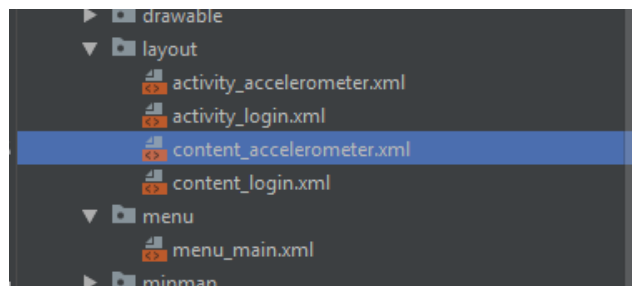 drawable
layout
activity_accelerometer.xml
activity_login.xml
content_accelerometer.xml
content_login.xml
menu
menu_main.xml